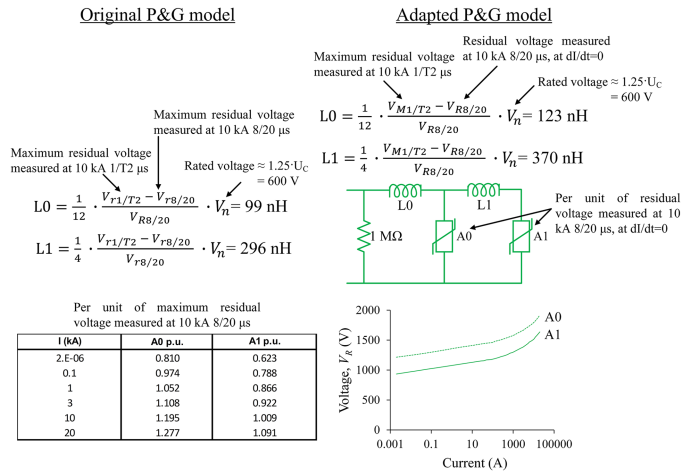 Original P&G model
Maximum residual voltage
measured at 10 kA 8/20 μs
Maximum residual voltage
measured at 10 kA 1/T2 μs
Rated voltage ≈ 1.25·U_C
= 600 V
L0 = 1/12 · (V_r1/T2 − V_r8/20)/V_R8/20 · V_n = 99 nH
L1 = 1/4 · (V_r1/T2 − V_r8/20)/V_r8/20 · V_n = 296 nH
Per unit of maximum residual
voltage measured at 10 kA 8/20 μs
I (kA) A0 p.u. A1 p.u.
2.E-06 0.810 0.623
0.1 0.974 0.788
1 1.052 0.866
3 1.108 0.922
10 1.195 1.009
20 1.277 1.091
Adapted P&G model
Residual voltage measured
at 10 kA 8/20 μs, at dI/dt=0
Maximum residual voltage
measured at 10 kA 1/T2 μs
Rated voltage ≈ 1.25·U_C
= 600 V
L0 = 1/12 · (V_M1/T2 − V_R8/20)/V_R8/20 · V_n = 123 nH
L1 = 1/4 · (V_M1/T2 − V_R8/20)/V_R8/20 · V_n = 370 nH
L0 L1
1 MΩ A0 A1
Per unit of residual
voltage measured at 10
kA 8/20 μs, at dI/dt=0
Voltage, V_R (V)
2000
1500
1000
500
0
0.001 0.1 10 1000 100000
Current (A)
A0
A1